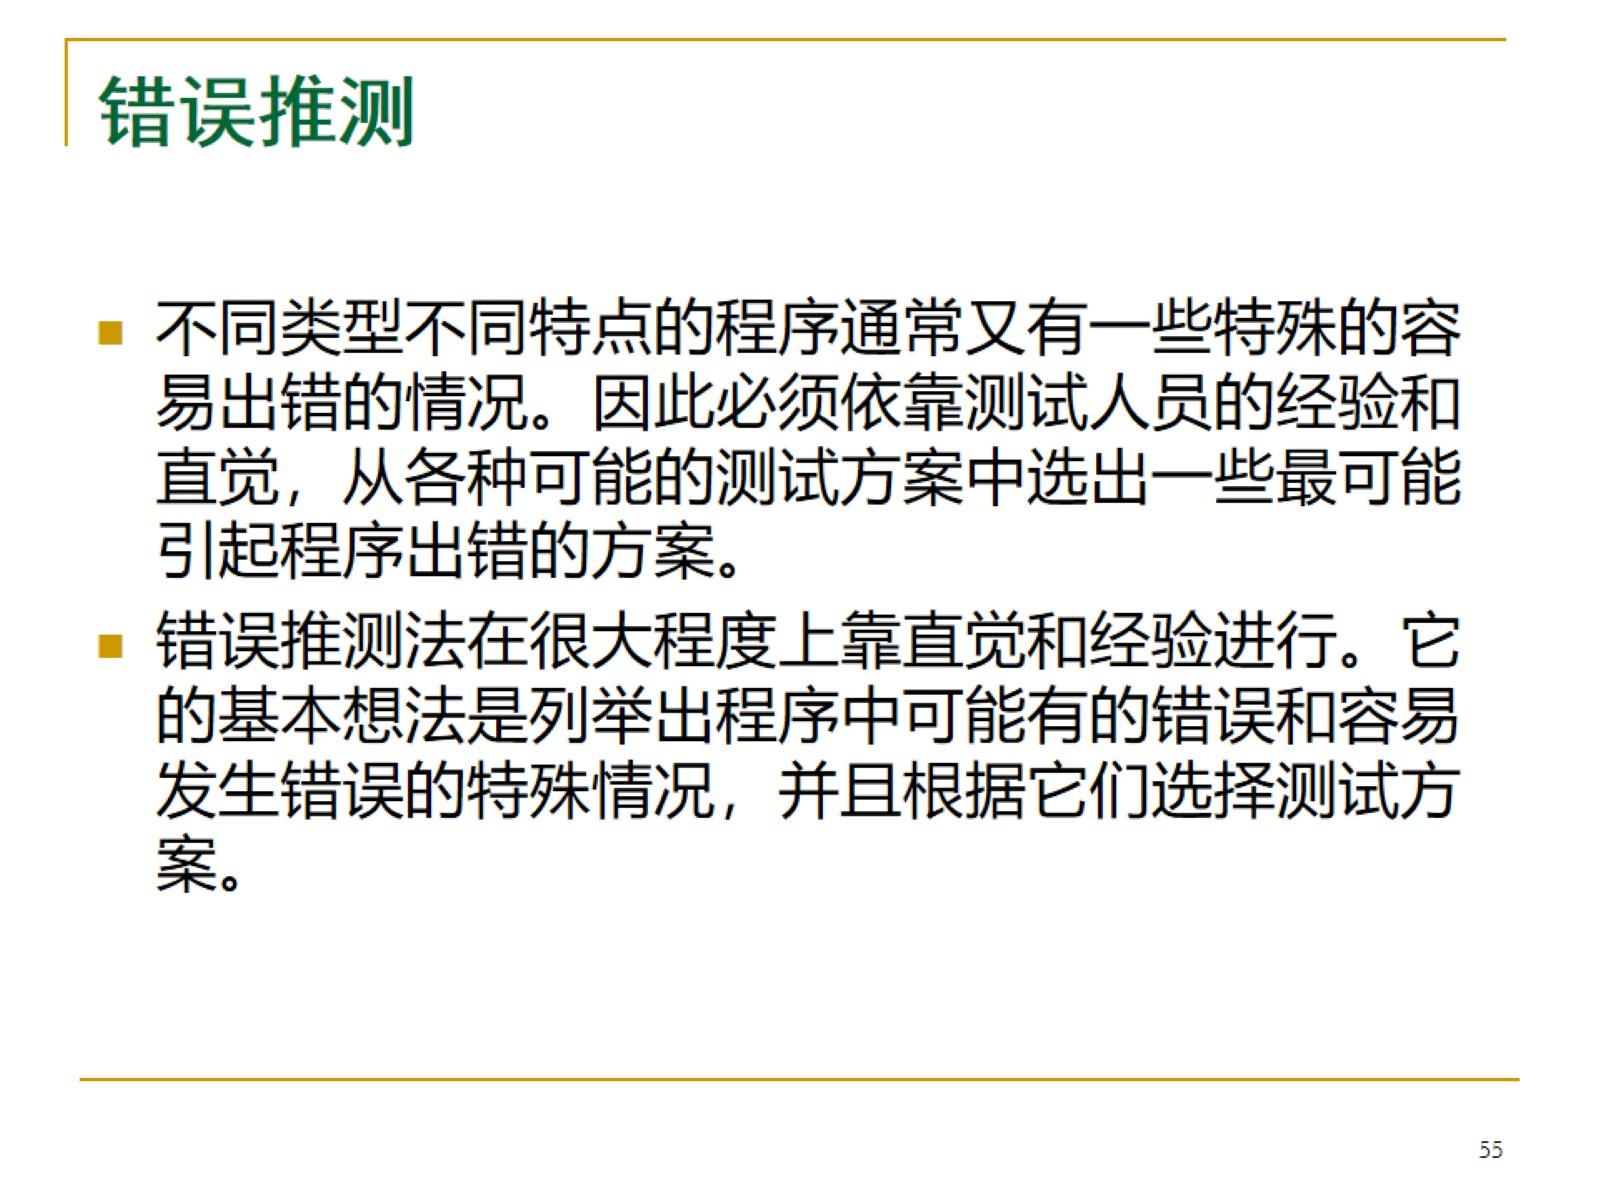 错误推测
不同类型不同特点的程序通常又有一些特殊的容
易出错的情况。因此必须依靠测试人员的经验和
直觉，从各种可能的测试方案中选出一些最可能
引起程序出错的方案。
错误推测法在很大程度上靠直觉和经验进行。它
的基本想法是列举出程序中可能有的错误和容易
发生错误的特殊情况，并且根据它们选择测试方
案。
55